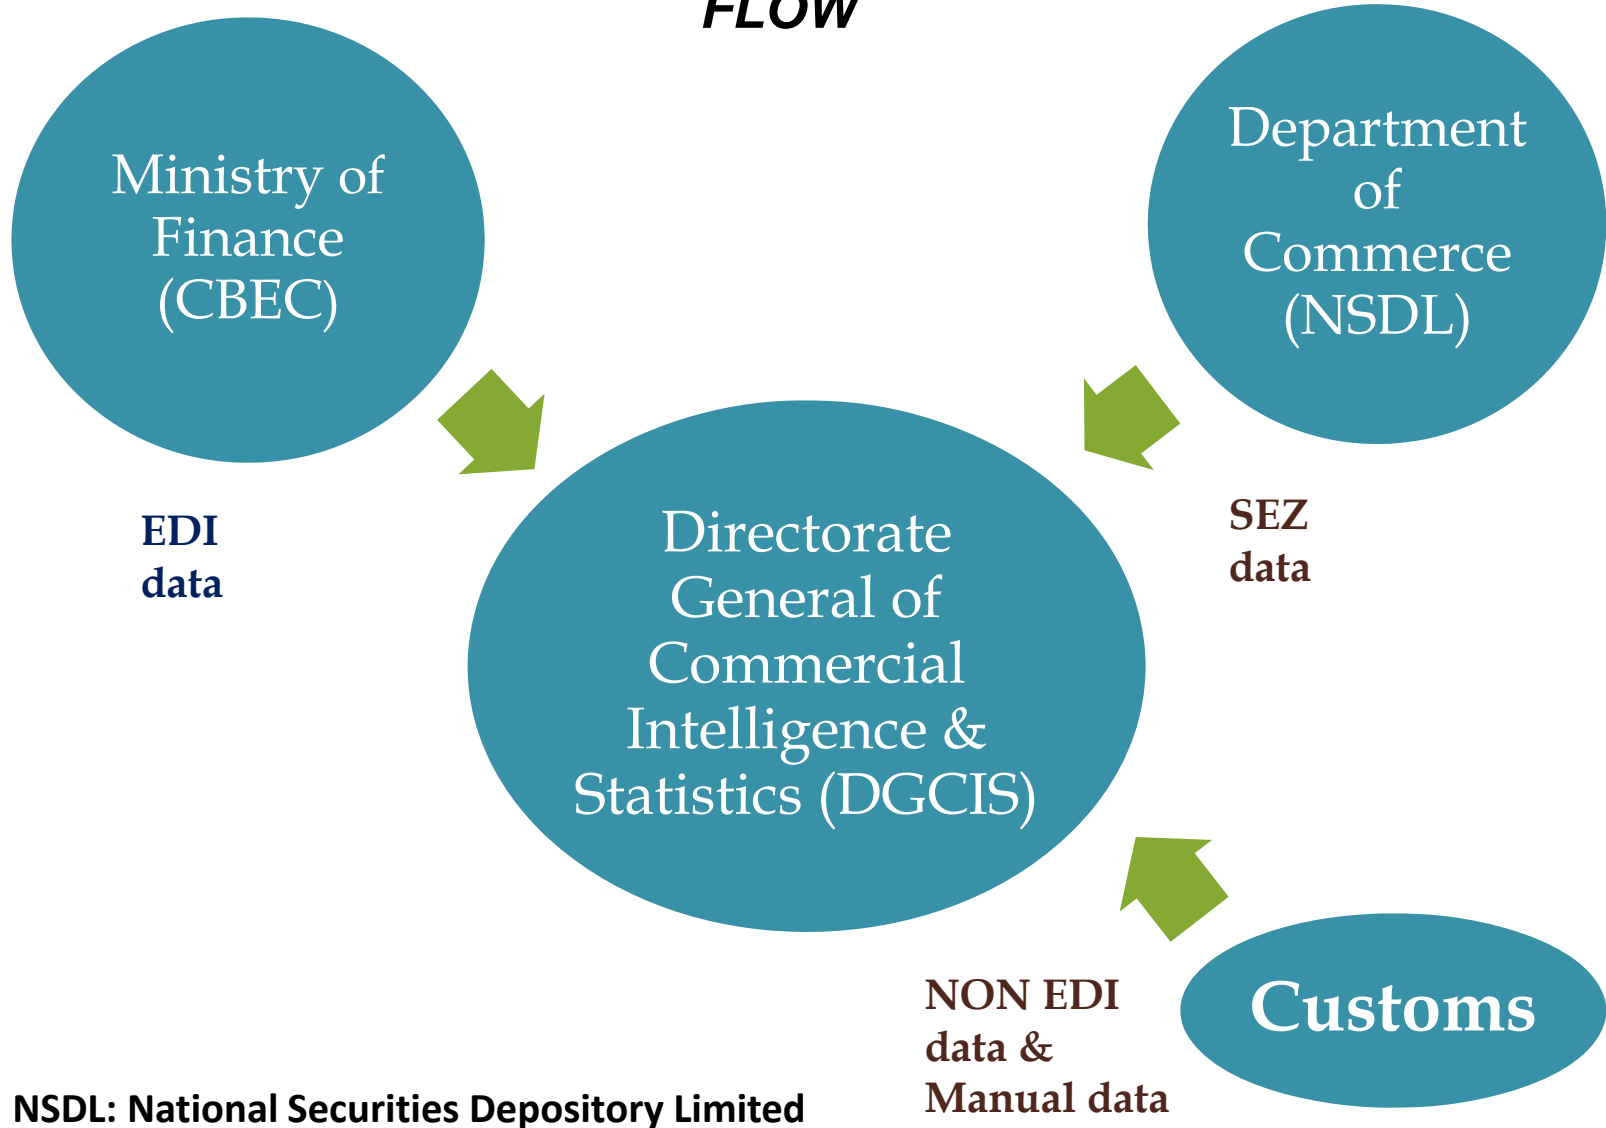 FLOW
Ministry of
Finance
(CBEC)
Department
of
Commerce
(NSDL)
EDI
data
SEZ
data
Directorate
General of
Commercial
Intelligence &
Statistics (DGCIS)
NON EDI
data &
Manual data
Customs
NSDL: National Securities Depository Limited